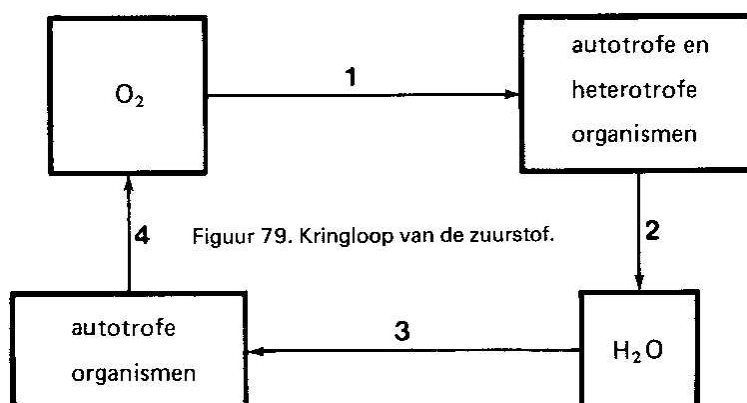 O₂
1
autotrofe en
heterotrofe
organismen
4
Figuur 79. Kringloop van de zuurstof.
2
autotrofe
organismen
3
H₂O